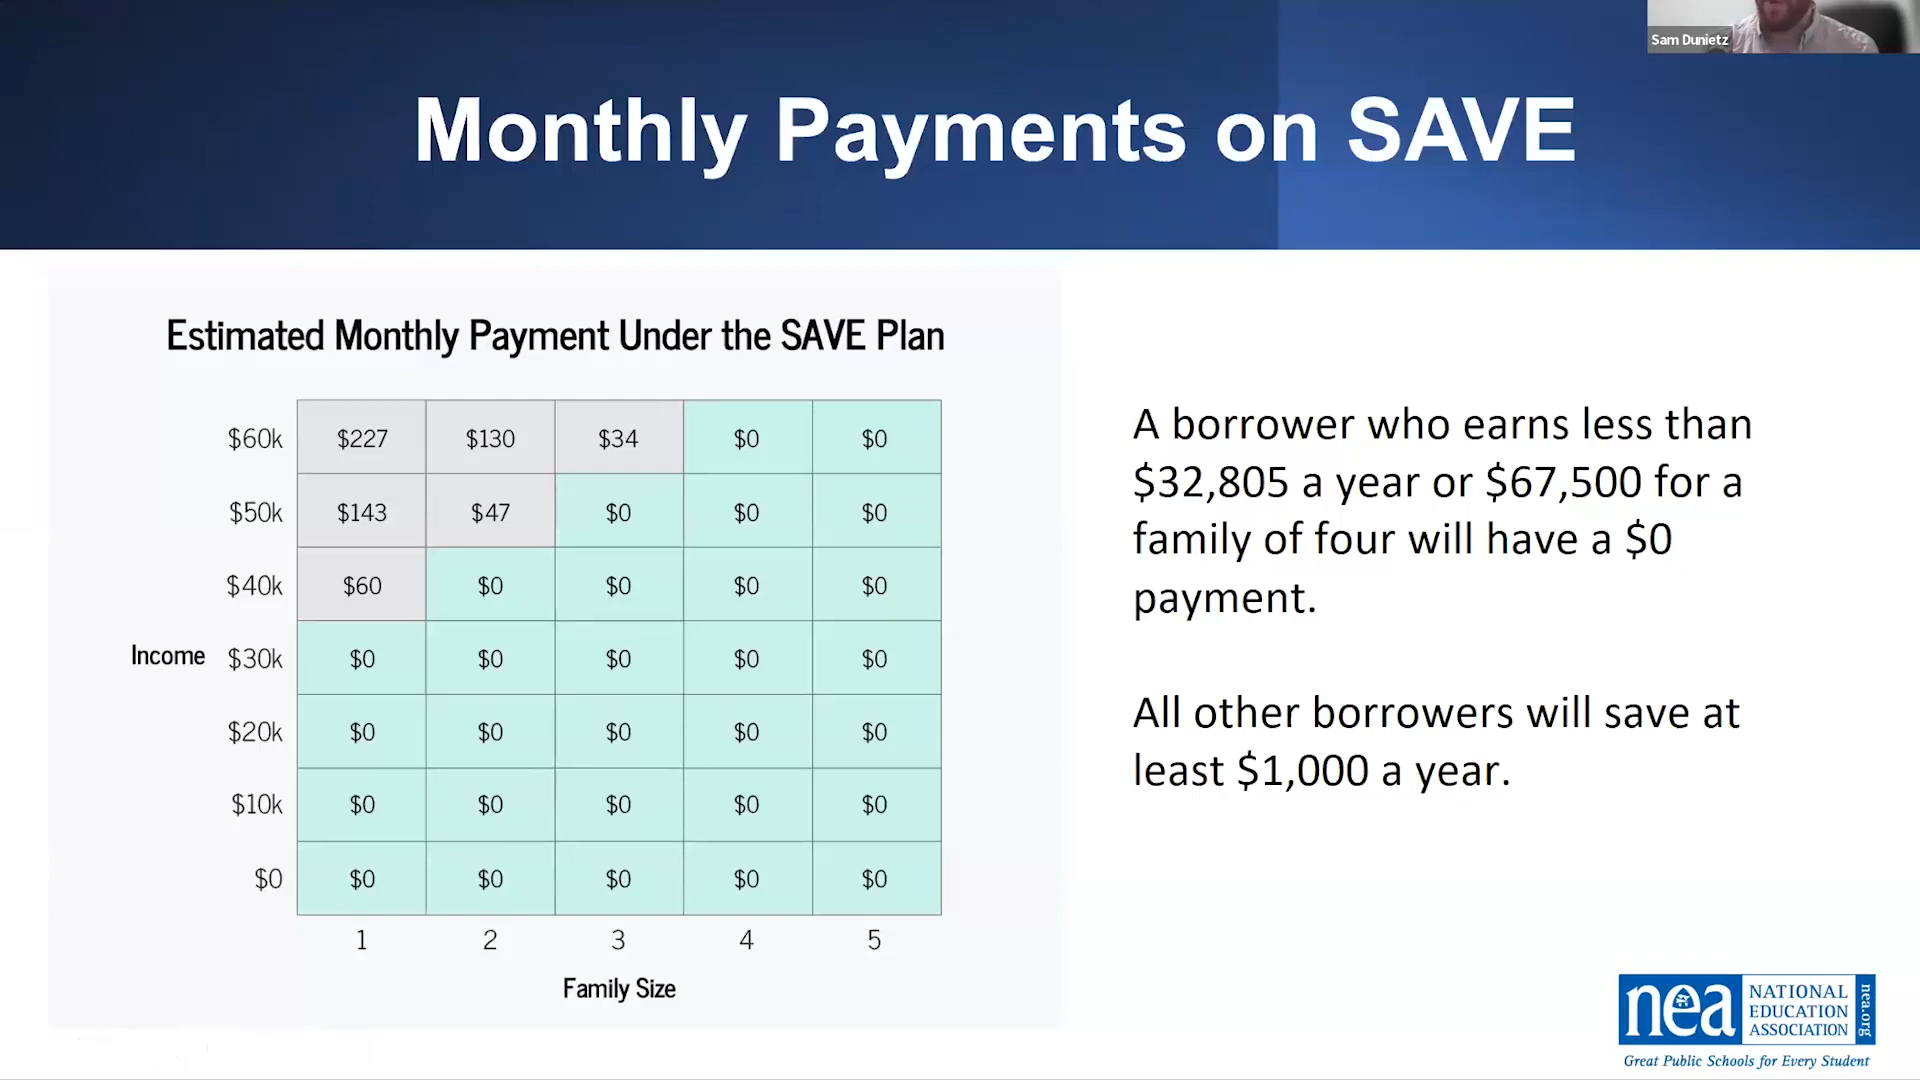 Sam Dunietz
Monthly Payments on SAVE
Estimated Monthly Payment Under the SAVE Plan
$60k $227 $130 $34 $0 $0
$50k $143 $47 $0 $0 $0
$40k $60 $0 $0 $0 $0
Income $30k $0 $0 $0 $0 $0
$20k $0 $0 $0 $0 $0
$10k $0 $0 $0 $0 $0
$0 $0 $0 $0 $0 $0
1 2 3 4 5
Family Size
A borrower who earns less than
$32,805 a year or $67,500 for a
family of four will have a $0
payment.
All other borrowers will save at
least $1,000 a year.
nea
NATIONAL
EDUCATION
ASSOCIATION
nea.org
Great Public Schools for Every Student